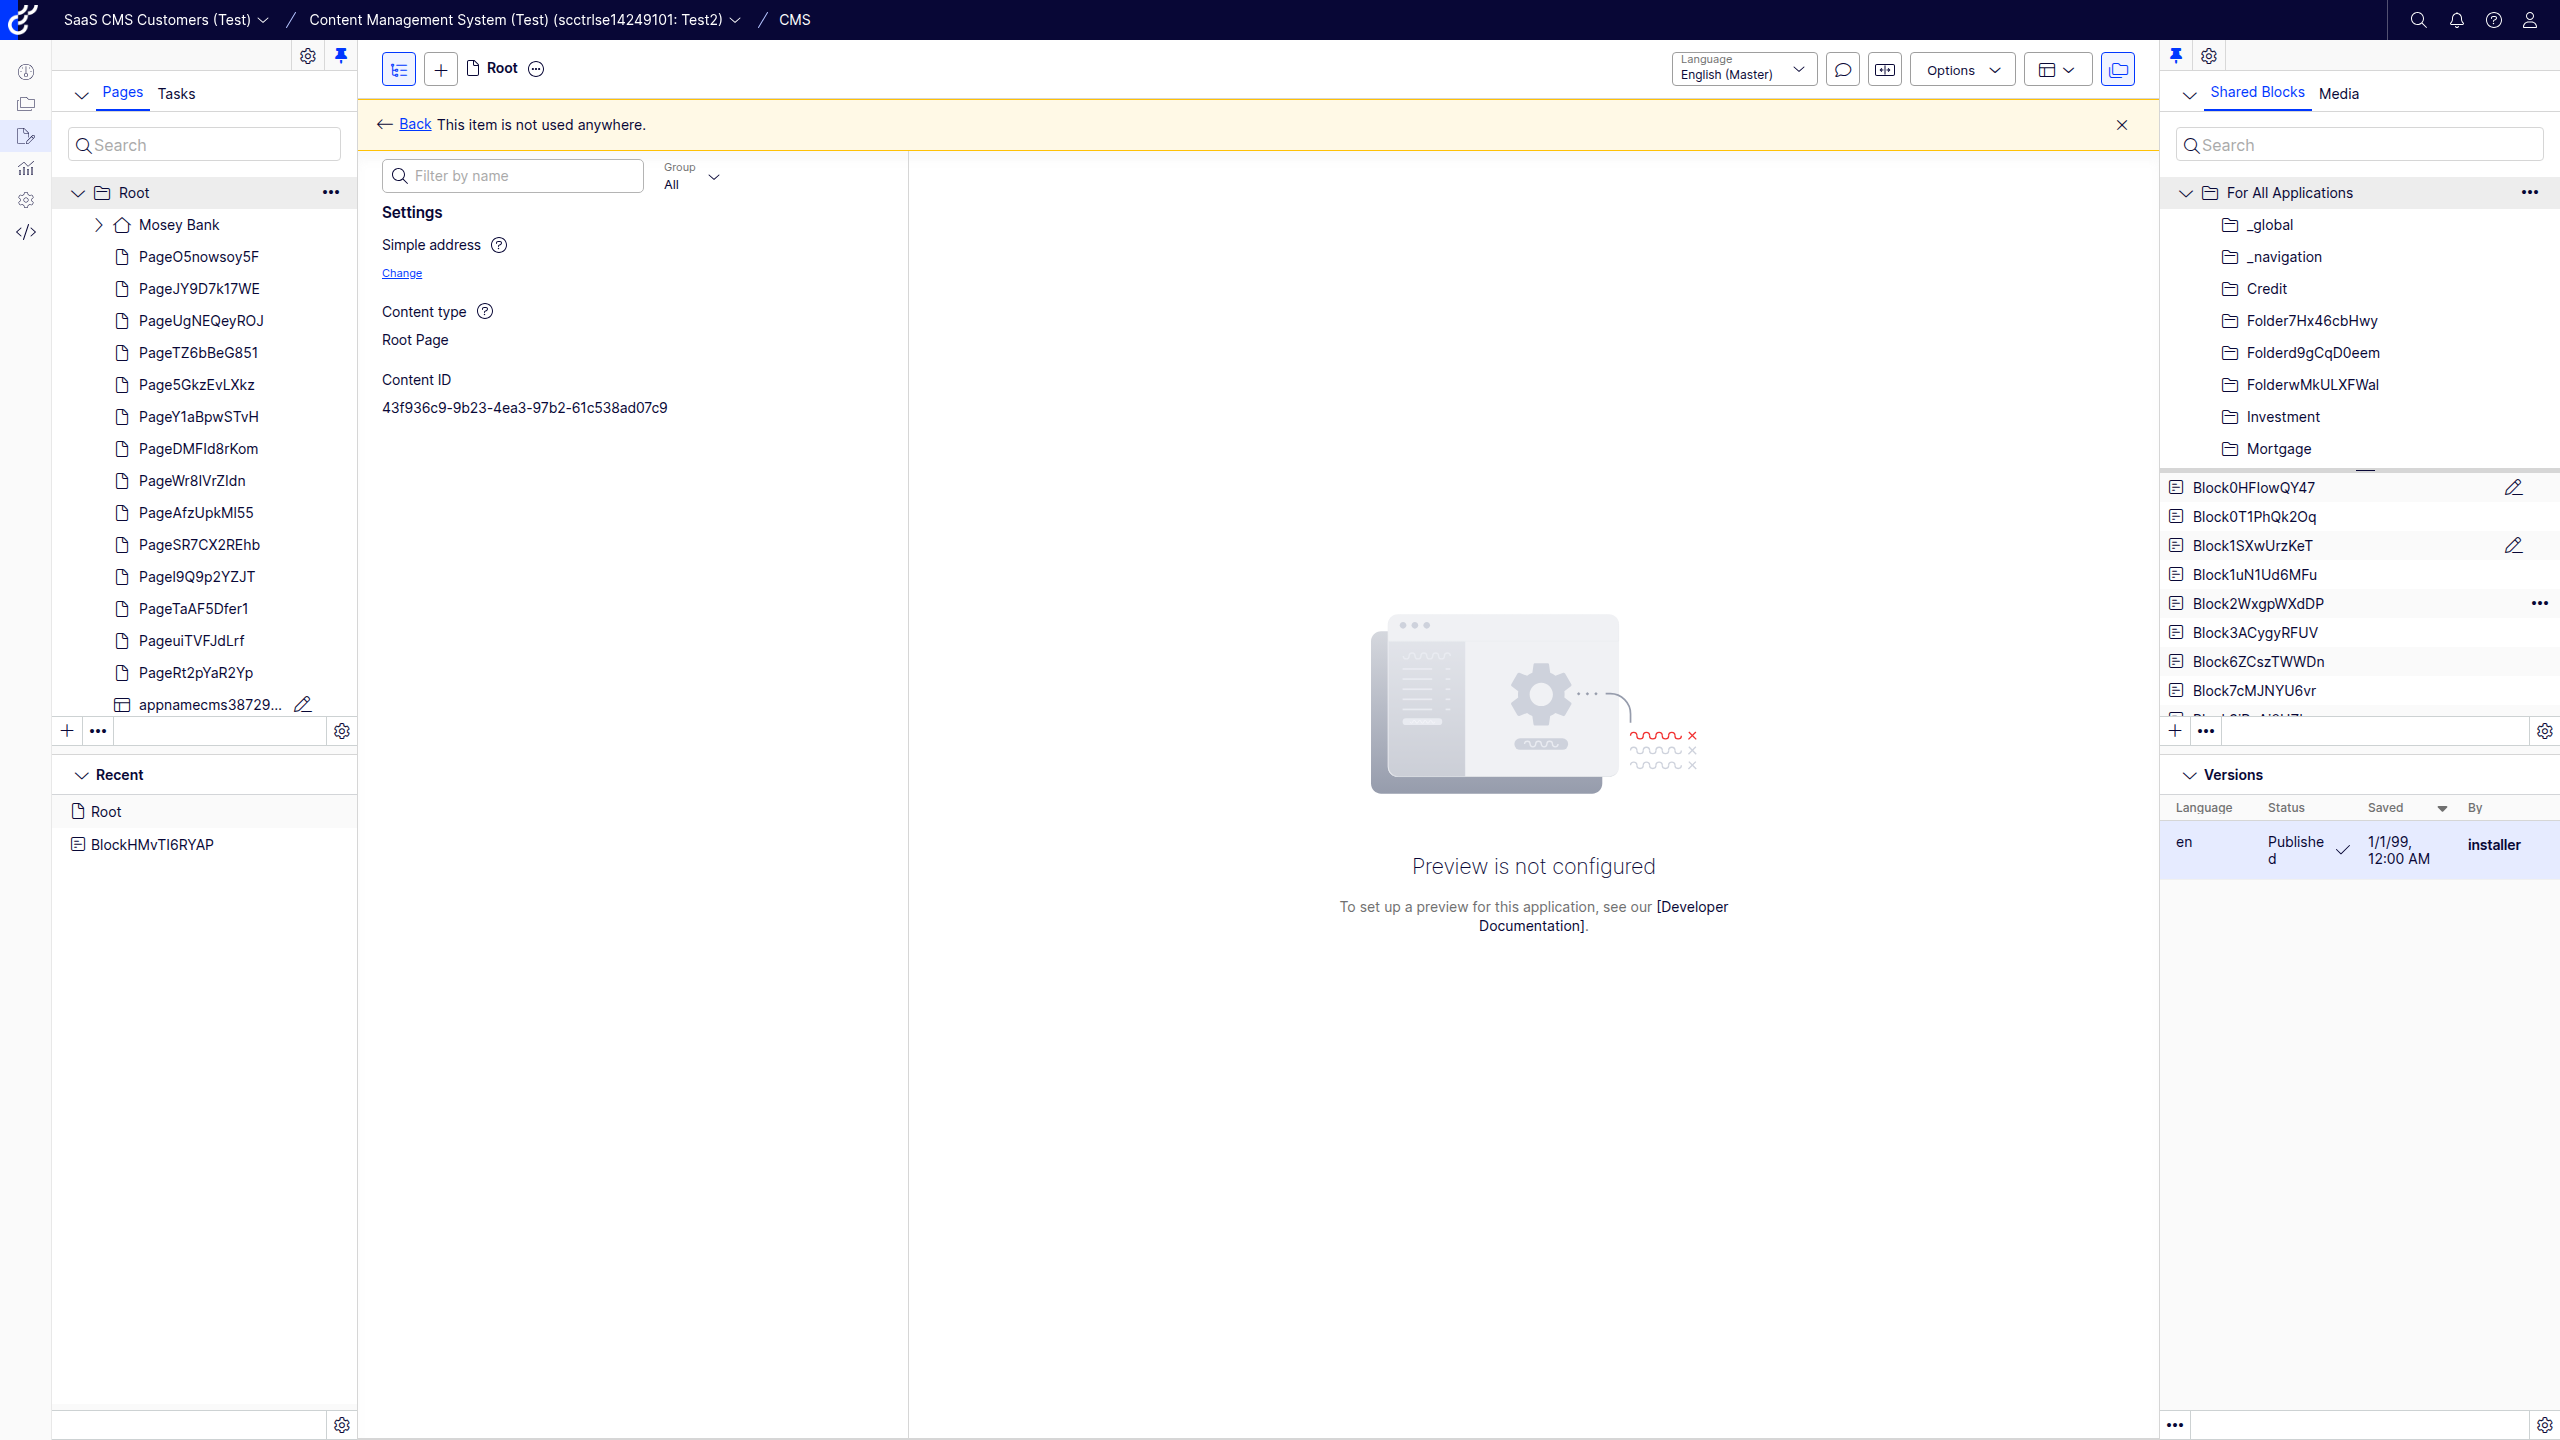 SaaS CMS Customers (Test) / Content Management System (Test) (scctrlse14249101: Test2) / CMS
Pages Tasks
Search
Root
Mosey Bank
PageO5nowsoy5F
PageJY9D7k17WE
PageUgNEQeyROJ
PageTZ6bBeG851
Page5GkzEvLXkz
PageY1aBpwSTvH
PageDMFId8rKom
PageWr8lVrZIdn
PageAfzUpkMl55
PageSR7CX2REhb
PageI9Q9p2YZJT
PageTaAF5Dfer1
PageuiTVFJdLrf
PageRt2pYaR2Yp
appnamecms38729...
Recent
Root
BlockHMvTI6RYAP
Root
Language
English (Master)
Options
Back This item is not used anywhere.
Filter by name
Group
All
Settings
Simple address
Change
Content type
Root Page
Content ID
43f936c9-9b23-4ea3-97b2-61c538ad07c9
Preview is not configured
To set up a preview for this application, see our [Developer
Documentation].
Shared Blocks Media
Search
For All Applications
_global
_navigation
Credit
Folder7Hx46cbHwy
Folderd9gCqD0eem
FolderwMkULXFWal
Investment
Mortgage
Block0HFlowQY47
Block0T1PhQk2Oq
Block1SXwUrzKeT
Block1uN1Ud6MFu
Block2WxgpWXdDP
Block3ACygyRFUV
Block6ZCszTWWDn
Block7cMJNYU6vr
Versions
Language Status Saved By
en Publishe
d 1/1/99,
12:00 AM installer